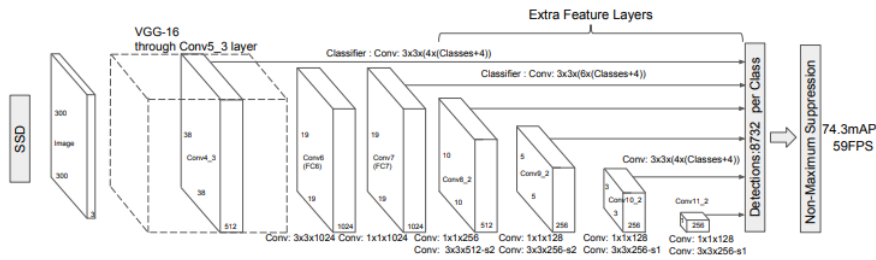 Extra Feature Layers
VGG-16
through Conv5_3 layer
Classifier : Conv: 3x3x(4x(Classes+4))
Classifier : Conv: 3x3x(6x(Classes+4))
SSD
300
Image
300
3
38
Conv4_3
38
512
19
Conv6
(FC6)
19
1024
19
Conv7
(FC7)
19
1024
10
Conv8_2
10
512
5
Conv9_2
5
256
Conv: 3x3x(4x(Classes+4))
3
Conv10_2
3
256
Conv11_2
1
256
Detections:8732 per Class
Non-Maximum Suppression
74.3mAP
59FPS
Conv: 3x3x1024
Conv: 1x1x1024
Conv: 1x1x256
Conv: 3x3x512-s2
Conv: 1x1x128
Conv: 3x3x256-s2
Conv: 1x1x128
Conv: 3x3x256-s1
Conv: 1x1x128
Conv: 3x3x256-s1